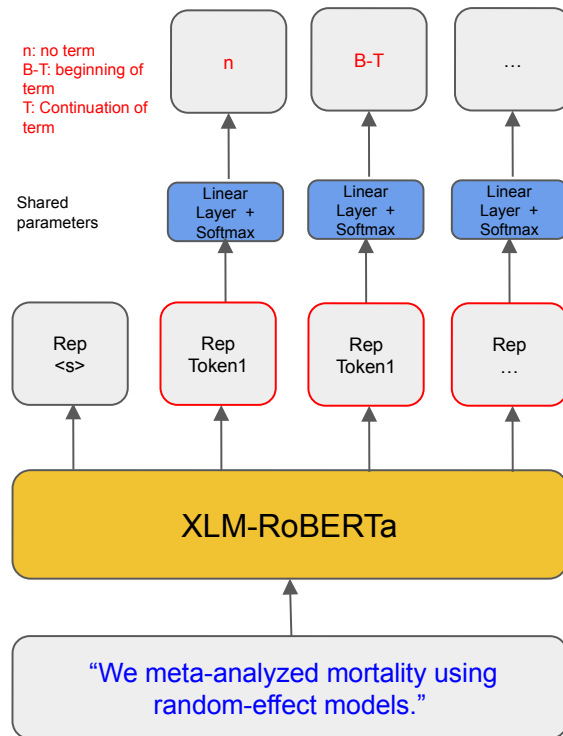 n: no term
B-T: beginning of
term
T: Continuation of
term
n
B-T
…
Shared
parameters
Linear
Layer +
Softmax
Linear
Layer +
Softmax
Linear
Layer +
Softmax
Rep
<s>
Rep
Token1
Rep
Token1
Rep
…
XLM-RoBERTa
“We meta-analyzed mortality using
random-effect models.”